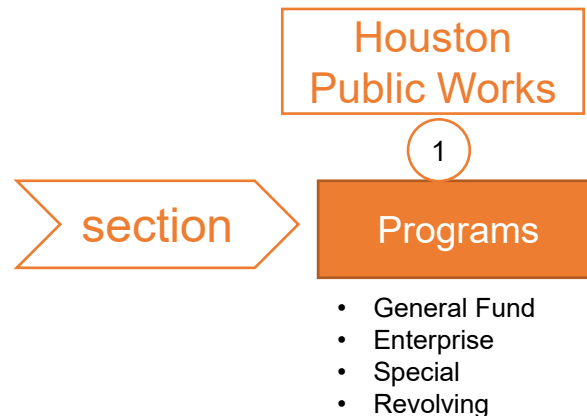 Houston
Public Works
1
section
Programs
• General Fund
• Enterprise
• Special
• Revolving